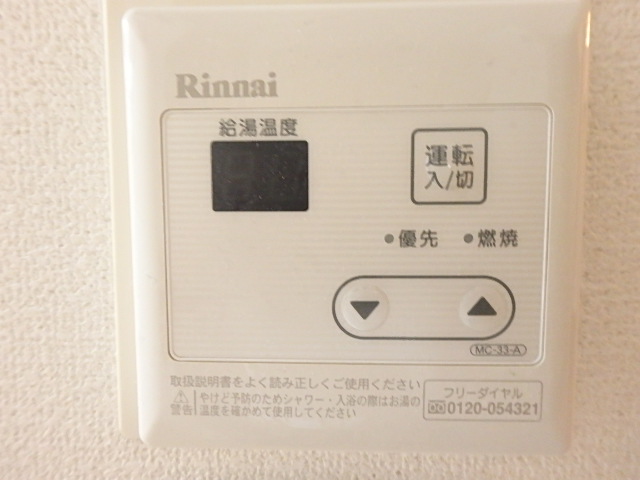 Rinnai
給湯温度
運転
入/切
優先
燃焼
▼ ▲
MC-33-A
取扱説明書をよく読み正しくご使用ください
⚠警告 やけど予防のためシャワー・入浴の際はお湯の
温度を確かめて使用してください
フリーダイヤル
0120-054321